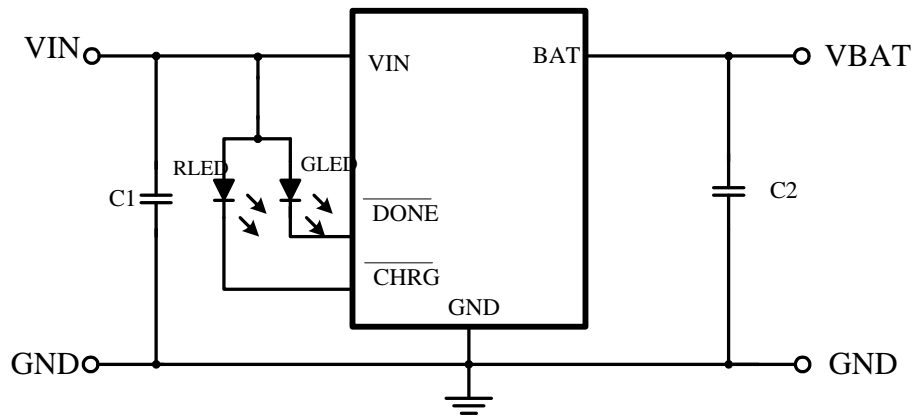 VIN
VIN
BAT
VBAT
RLED
GLED
C1
C2
DONE
CHRG
GND
GND
GND